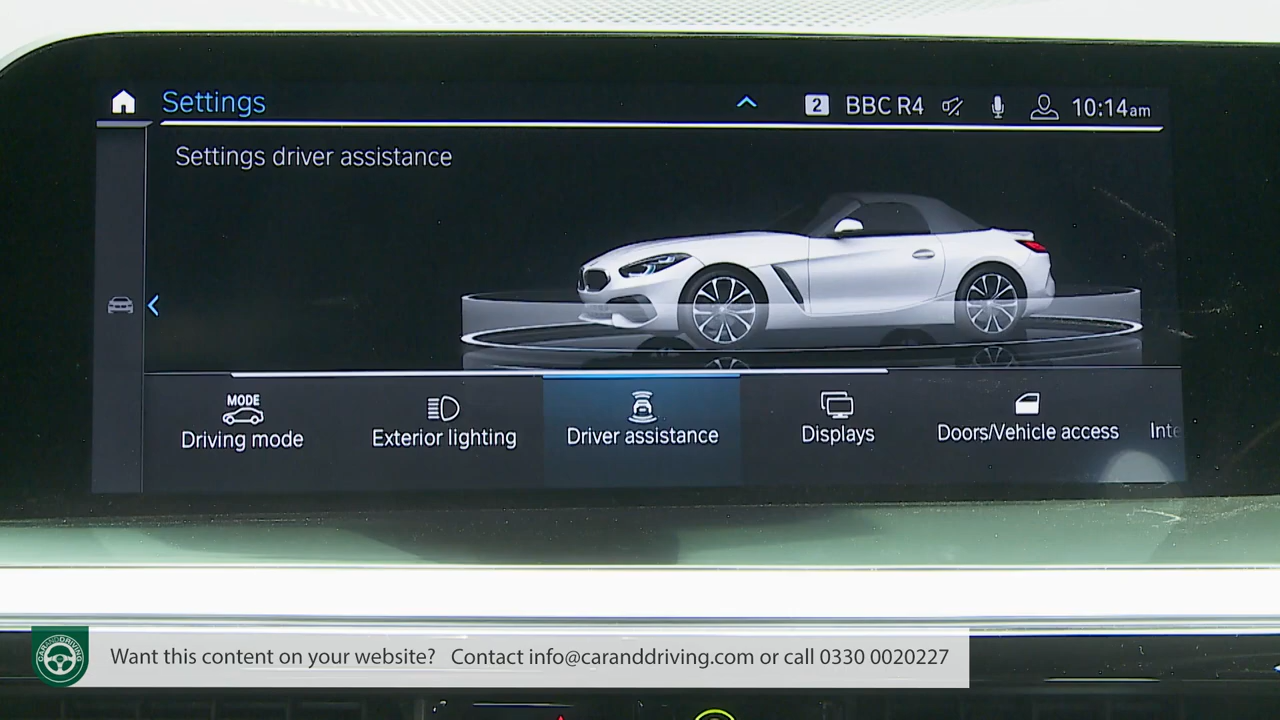 Settings
2 BBC R4 10:14am
Settings driver assistance
MODE
Driving mode
Exterior lighting
Driver assistance
Displays
Doors/Vehicle access
Inte
CARANDDRIVING
Want this content on your website? Contact info@caranddriving.com or call 0330 0020227